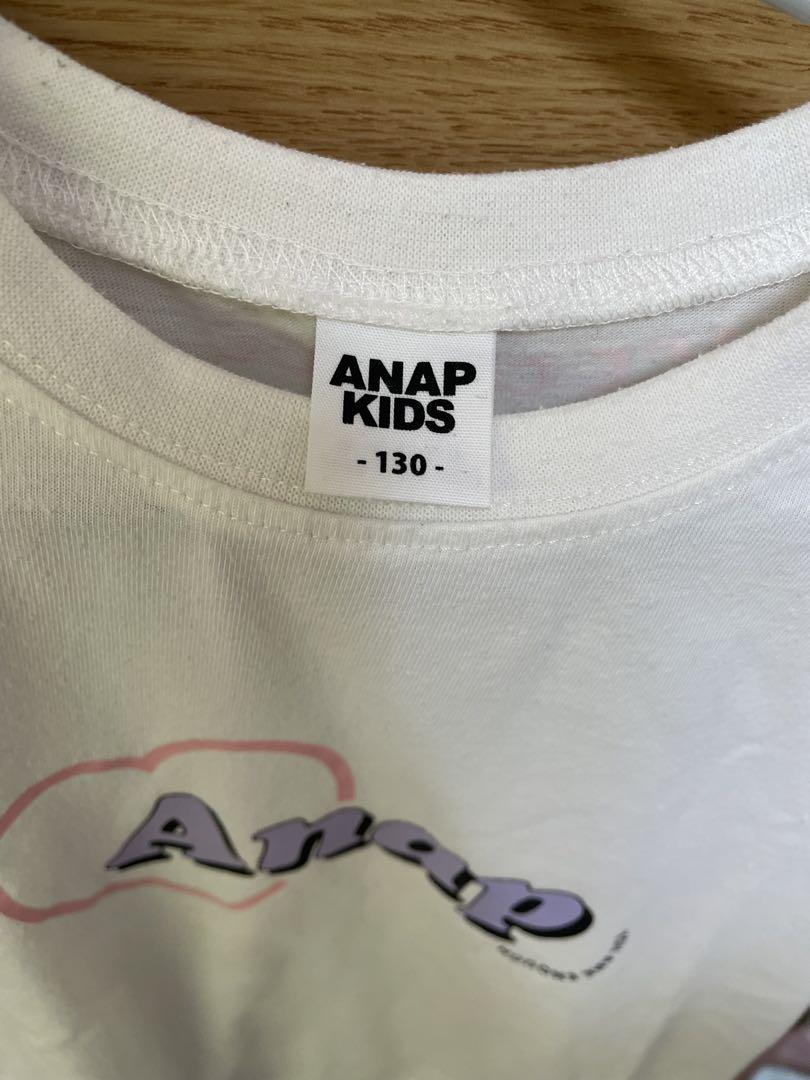 ANAP
KIDS
- 130 -
Anap